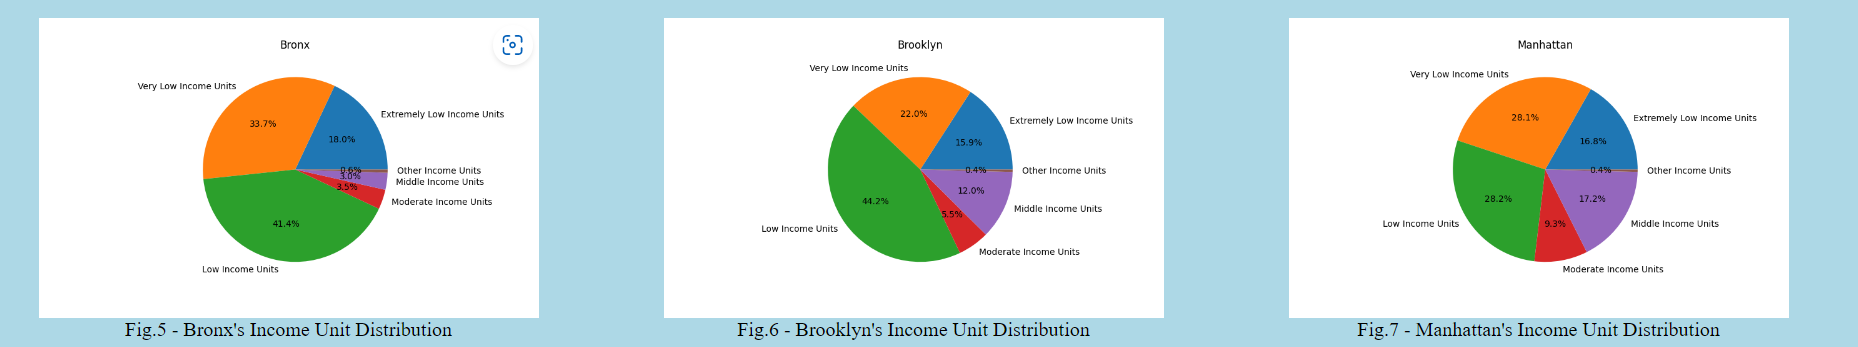 Bronx
Very Low Income Units
Extremely Low Income Units
33.7%
18.0%
0.6%
Other Income Units
3.0%
Middle Income Units
3.5%
Moderate Income Units
41.4%
Low Income Units
Fig.5 - Bronx's Income Unit Distribution
Brooklyn
Very Low Income Units
22.0%
Extremely Low Income Units
15.9%
0.4%
Other Income Units
12.0%
44.2%
Middle Income Units
5.5%
Low Income Units
Moderate Income Units
Fig.6 - Brooklyn's Income Unit Distribution
Manhattan
Very Low Income Units
28.1%
Extremely Low Income Units
16.8%
0.4%
Other Income Units
28.2%
17.2%
Low Income Units
9.3%
Middle Income Units
Moderate Income Units
Fig.7 - Manhattan's Income Unit Distribution